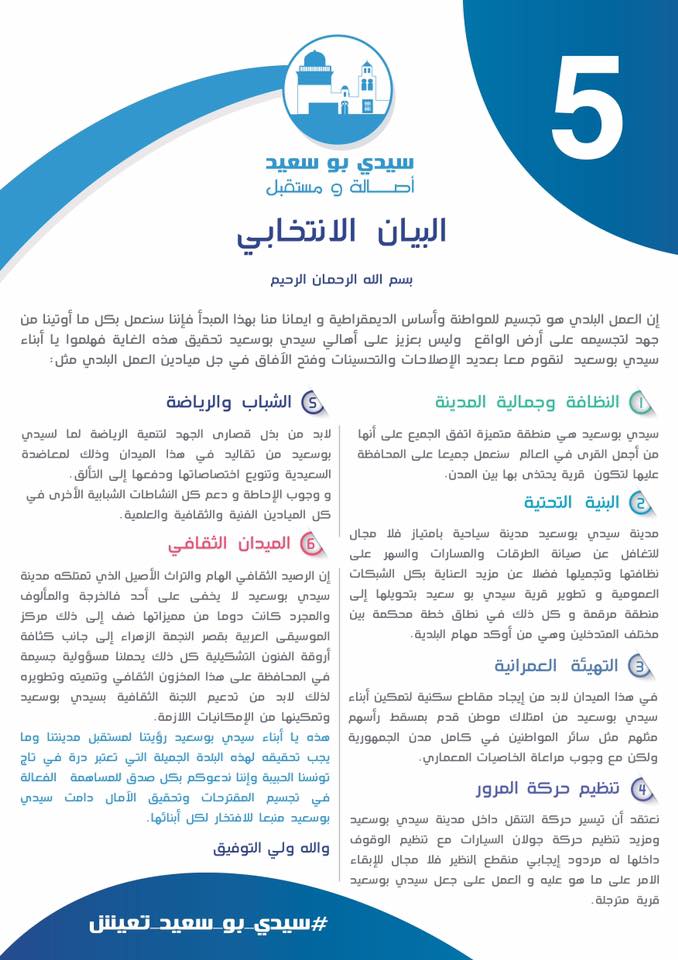 5
سيدي بو سعيد
أصالة و مستقبل
البيان الانتخابي
بسم الله الرحمان الرحيم
إن العمل البلدي هو تجسيم للمواطنة وأساس الديمقراطية و ايمانا منا بهذا المبدأ فإننا سنعمل بكل ما أوتينا من
جهد لتجسيمه على أرض الواقع وليس بعزيز على أهالي سيدي بوسعيد تحقيق هذه الغاية فهلموا يا أبناء
سيدي بوسعيد لنقوم معا بعديد الإصلاحات والتحسينات وفتح الآفاق في جل ميادين العمل البلدي مثل:
1 النظافة وجمالية المدينة
سيدي بوسعيد هي منطقة متميزة اتفق الجميع على أنها
من أجمل القرى في العالم سنعمل جميعا على المحافظة
عليها لتكون قرية يحتذى بها بين المدن.
2 البنية التحتية
مدينة سيدي بوسعيد مدينة سياحية بامتياز فلا مجال
للتغافل عن صيانة الطرقات والمسارات والسهر على
نظافتها وتجميلها فضلا عن مزيد العناية بكل الشبكات
العمومية و تطوير قرية سيدي بو سعيد بتحويلها إلى
منطقة مرقمة و كل ذلك في نطاق خطة محكمة بين
مختلف المتدخلين وهي من أوكد مهام البلدية.
3 التهيئة العمرانية
في هذا الميدان لابد من إيجاد مقاطع سكنية لتمكين أبناء
سيدي بوسعيد من امتلاك موطن قدم بمسقط رأسهم
مثلهم مثل سائر المواطنين في كامل مدن الجمهورية
ولكن مع وجوب مراعاة الخاصيات المعماري.
4 تنظيم حركة المرور
نعتقد أن تيسير حركة التنقل داخل مدينة سيدي بوسعيد
ومزيد تنظيم حركة جولان السيارات مع تنظيم الوقوف
داخلها له مردود إيجابي منقطع النظير فلا مجال للإبقاء
الامر على ما هو عليه و العمل على جعل سيدي بوسعيد
قرية مترجلة.
5 الشباب والرياضة
لابد من بذل قصارى الجهد لتنمية الرياضة لما لسيدي
بوسعيد من تقاليد في هذا الميدان وذلك لمعاضدة
السعيدية وتنويع اختصاصاتها ودفعها إلى التألق.
و وجوب الإحاطة و دعم كل النشاطات الشبابية الأخرى في
كل الميادين الفنية والثقافية والعلمية.
6 الميدان الثقافي
إن الرصيد الثقافي الهام والتراث الأصيل الذي تمتلكه مدينة
سيدي بوسعيد لا يخفى على أحد فالخرجة والمألوف
والمجرد كانت دوما من مميزاتها ضف إلى ذلك مركز
الموسيقى العربية بقصر النجمة الزهراء إلى جانب كثافة
أروقة الفنون التشكيلية كل ذلك يحملنا مسؤولية جسيمة
في المحافظة على هذا المخزون الثقافي وتنميته وتطويره
لذلك لابد من تدعيم اللجنة الثقافية بسيدي بوسعيد
وتمكينها من الإمكانيات اللازمة.
هذه يا أبناء سيدي بوسعيد رؤيتنا لمستقبل مدينتنا وما
يجب تحقيقه لهذه البلدة الجميلة التي تعتبر درة في تاج
تونسنا الحبيبة وإننا ندعوكم بكل صدق للمساهمة الفعالة
في تجسيم المقترحات وتحقيق الآمال دامت سيدي
بوسعيد منبعا للافتخار لكل أبنائها.
والله ولي التوفيق
#سيدي_بو_سعيد_تعيش